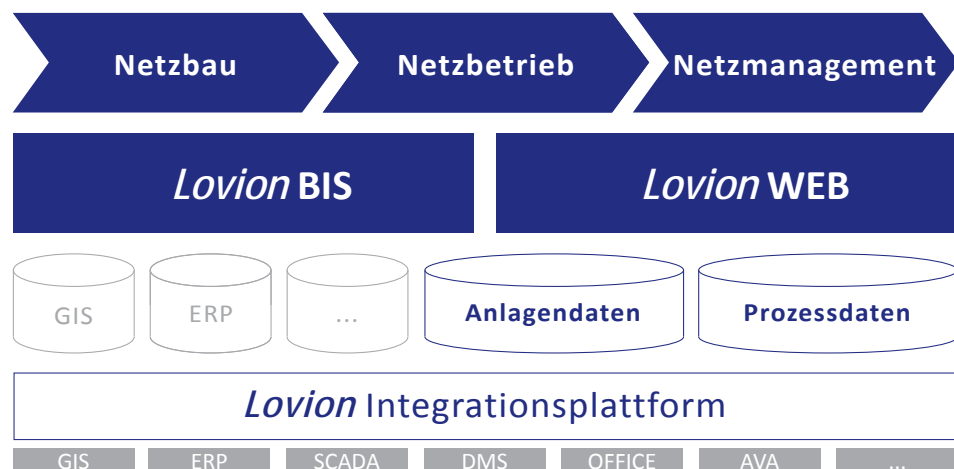 Netzbau Netzbetrieb Netzmanagement
Lovion BIS Lovion WEB
GIS ERP ... Anlagendaten Prozessdaten
Lovion Integrationsplattform
GIS ERP SCADA DMS OFFICE AVA ...